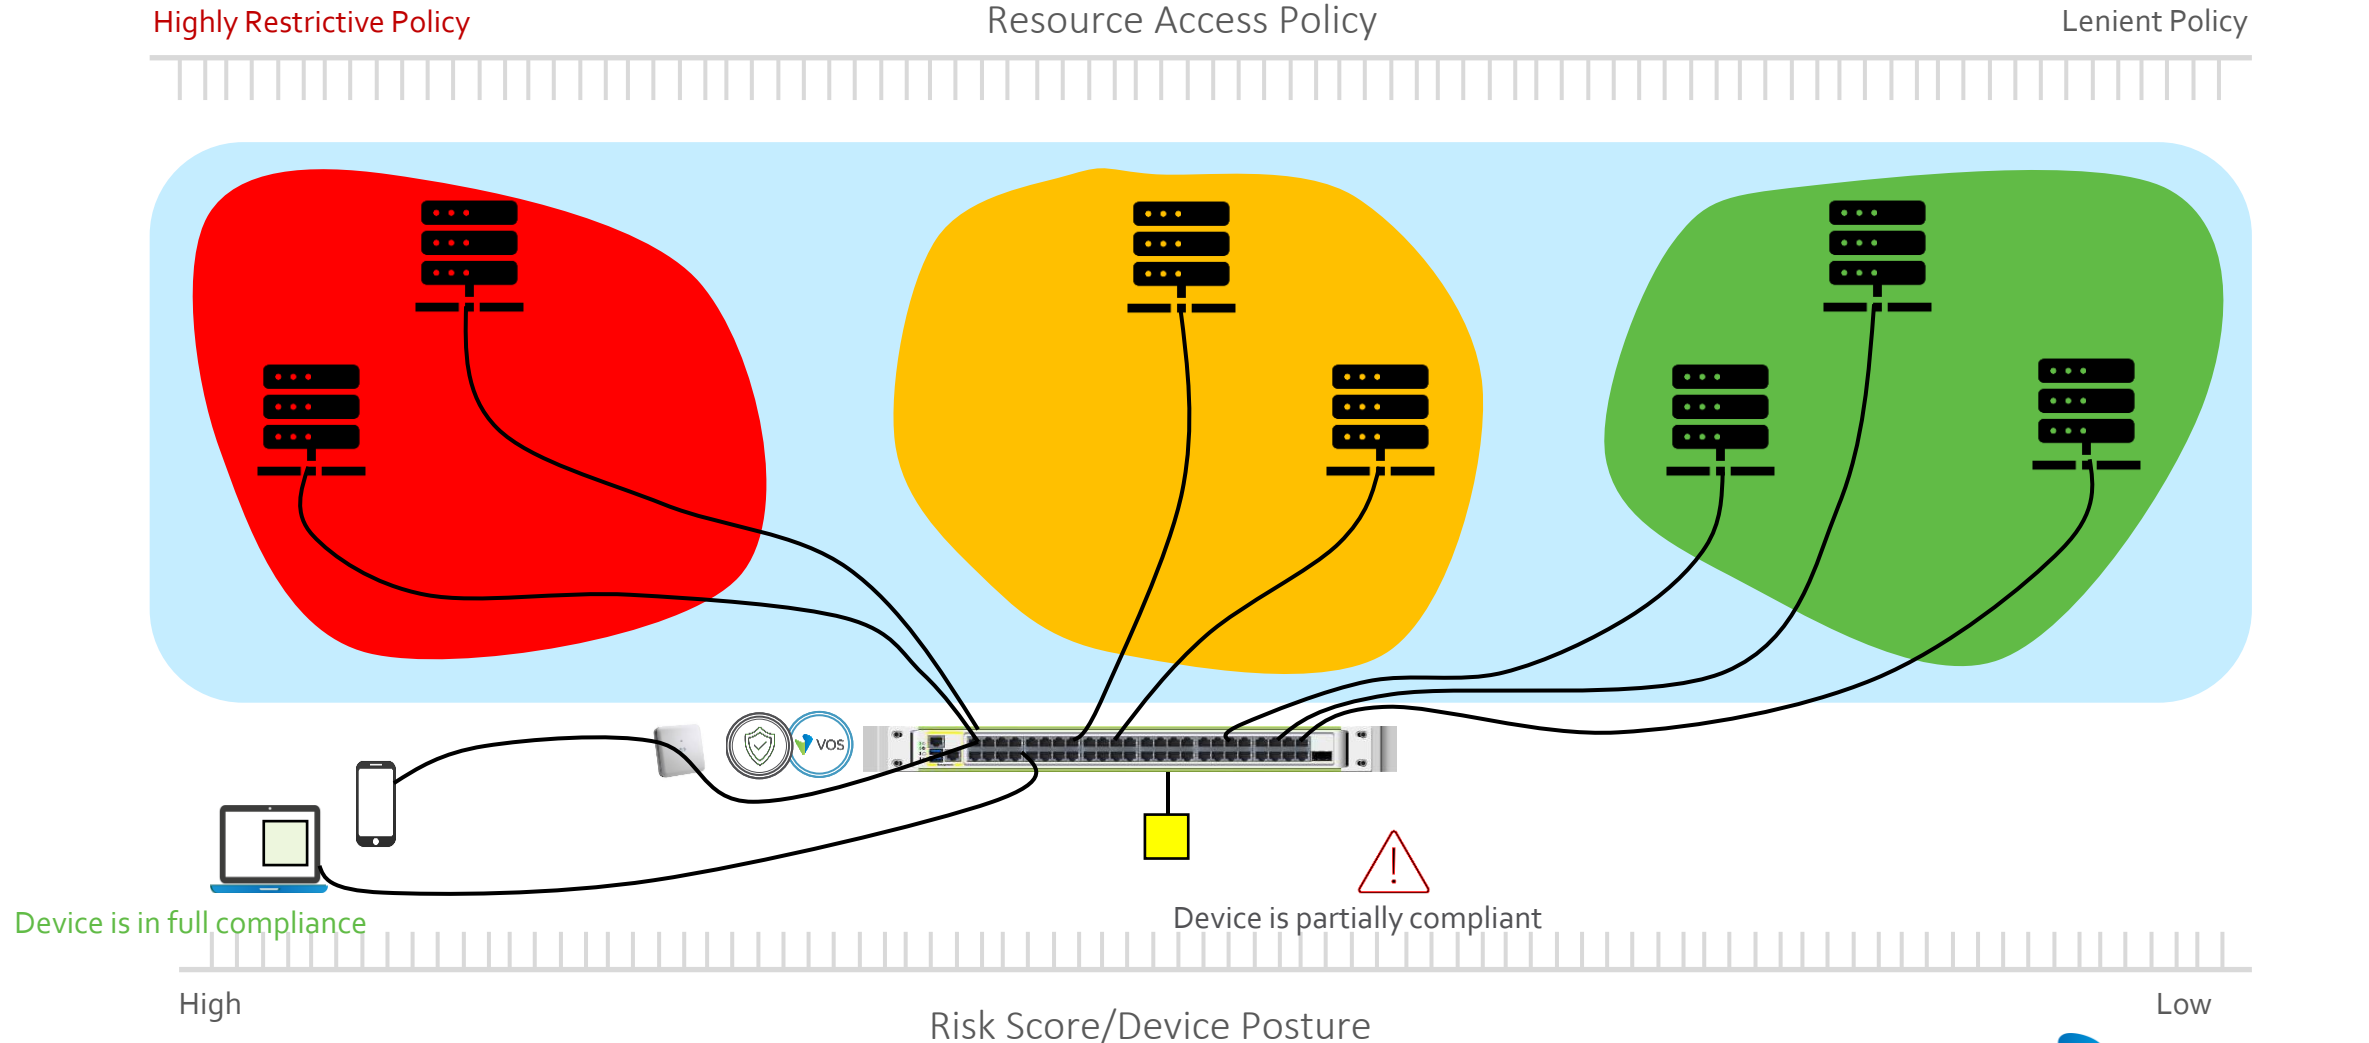 Highly Restrictive Policy
Resource Access Policy
Lenient Policy
VOS
Device is in full compliance
Device is partially compliant
High
Low
Risk Score/Device Posture